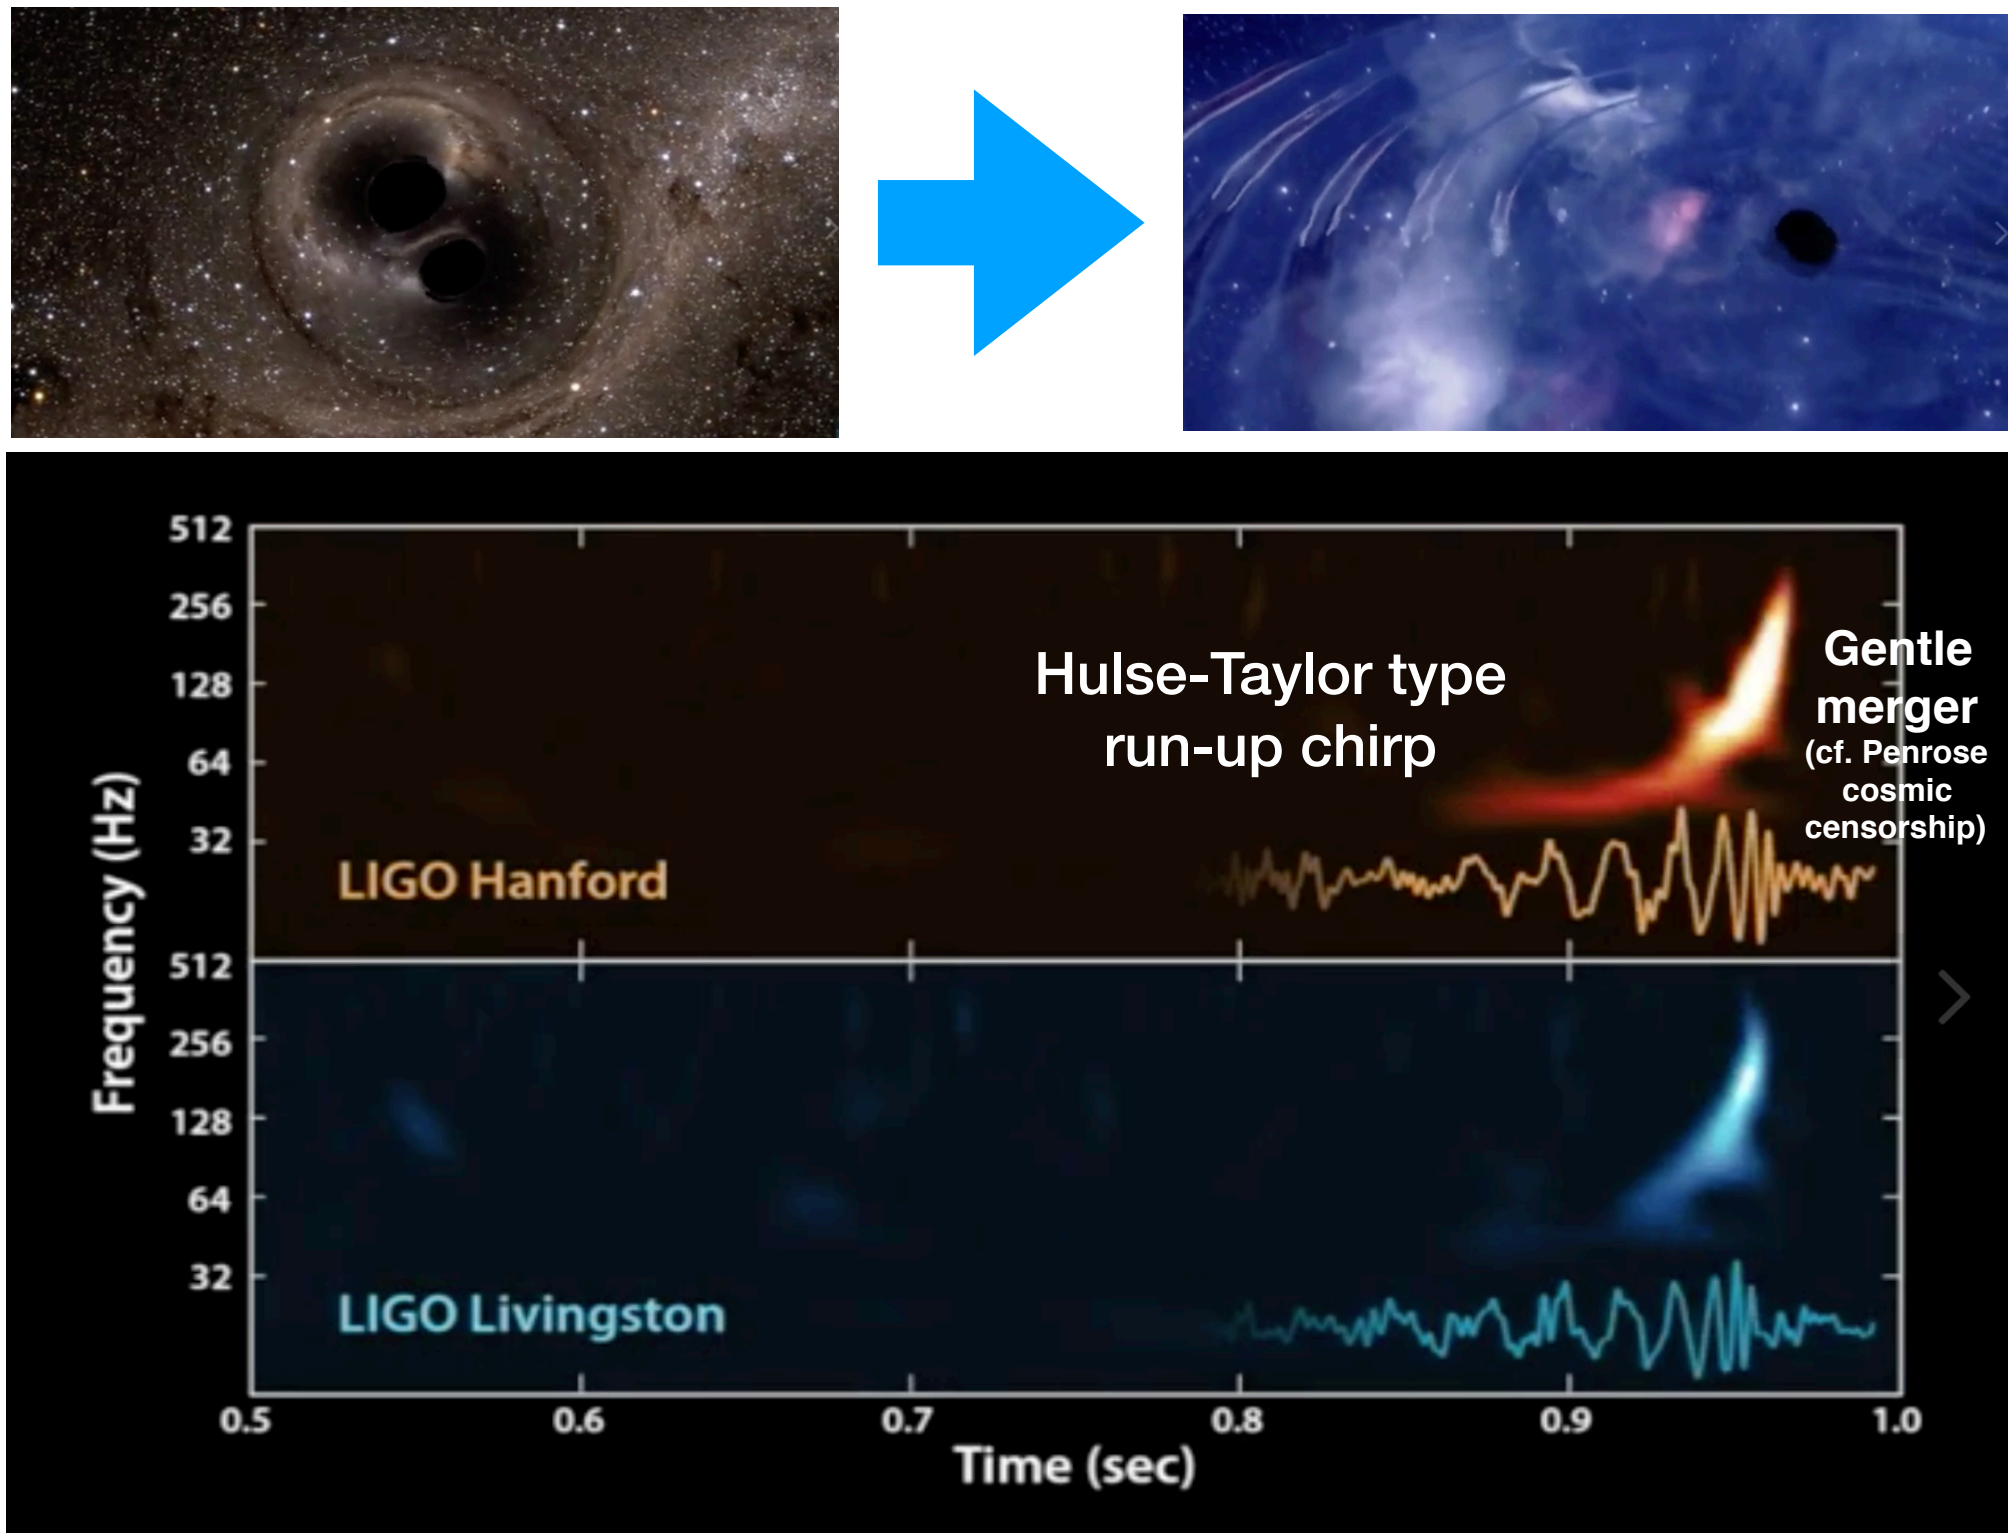 512
256
128
64
32
Hulse-Taylor type
run-up chirp
Gentle
merger
(cf. Penrose
cosmic
censorship)
LIGO Hanford
Frequency (Hz)
512
256
128
64
32
LIGO Livingston
0.5 0.6 0.7 0.8 0.9 1.0
Time (sec)